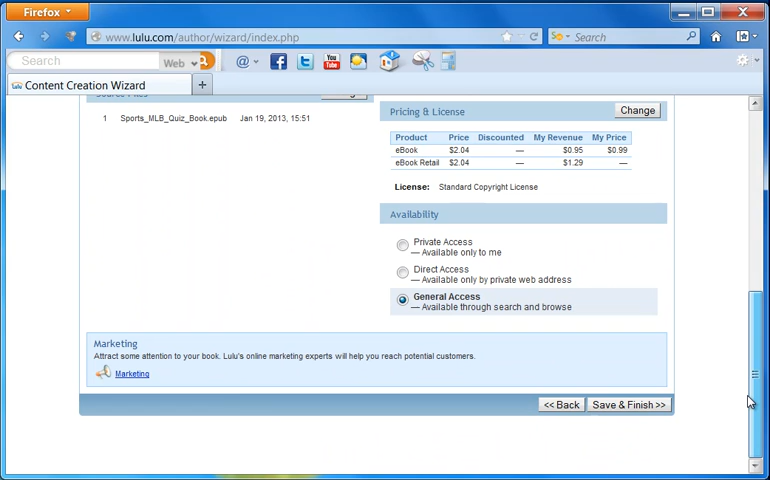 Firefox
www.lulu.com/author/wizard/index.php
Search
Search
Web
Content Creation Wizard
1 Sports_MLB_Quiz_Book.epub Jan 19, 2013, 15:51
Pricing & License
Change
Product Price Discounted My Revenue My Price
eBook $2.04 — $0.95 $0.99
eBook Retail $2.04 — $1.29 —
License: Standard Copyright License
Availability
Private Access
— Available only to me
Direct Access
— Available only by private web address
General Access
— Available through search and browse
Marketing
Attract some attention to your book. Lulu's online marketing experts will help you reach potential customers.
Marketing
<< Back
Save & Finish >>